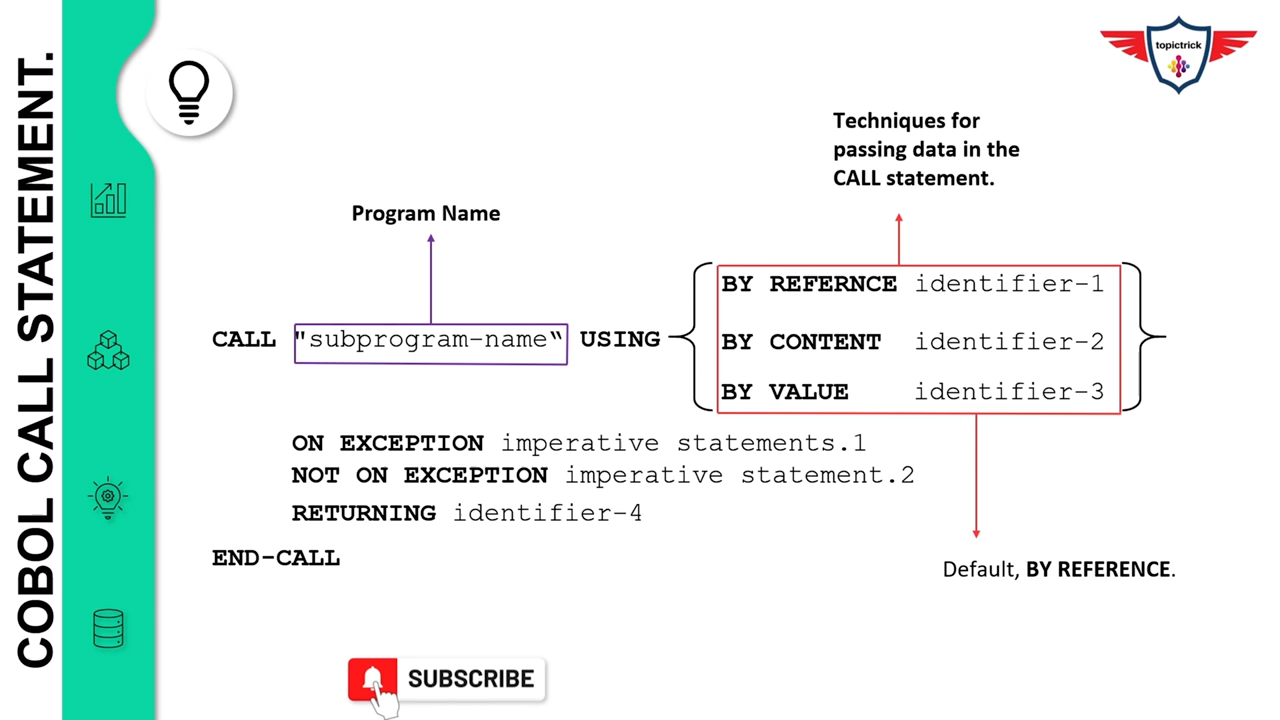 COBOL CALL STATEMENT.
topictrick
Techniques for
passing data in the
CALL statement.
Program Name
BY REFERNCE identifier-1
CALL "subprogram-name“ USING
BY CONTENT identifier-2
BY VALUE identifier-3
ON EXCEPTION imperative statements.1
NOT ON EXCEPTION imperative statement.2
RETURNING identifier-4
END-CALL
Default, BY REFERENCE.
SUBSCRIBE